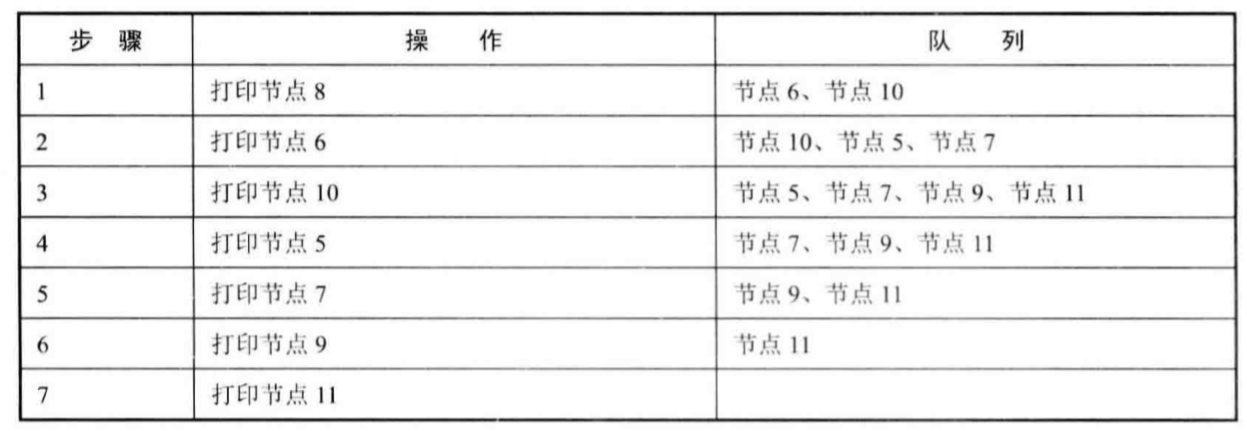 步 骤 操 作 队 列
1 打印节点 8 节点 6、节点 10
2 打印节点 6 节点 10、节点 5、节点 7
3 打印节点 10 节点 5、节点 7、节点 9、节点 11
4 打印节点 5 节点 7、节点 9、节点 11
5 打印节点 7 节点 9、节点 11
6 打印节点 9 节点 11
7 打印节点 11